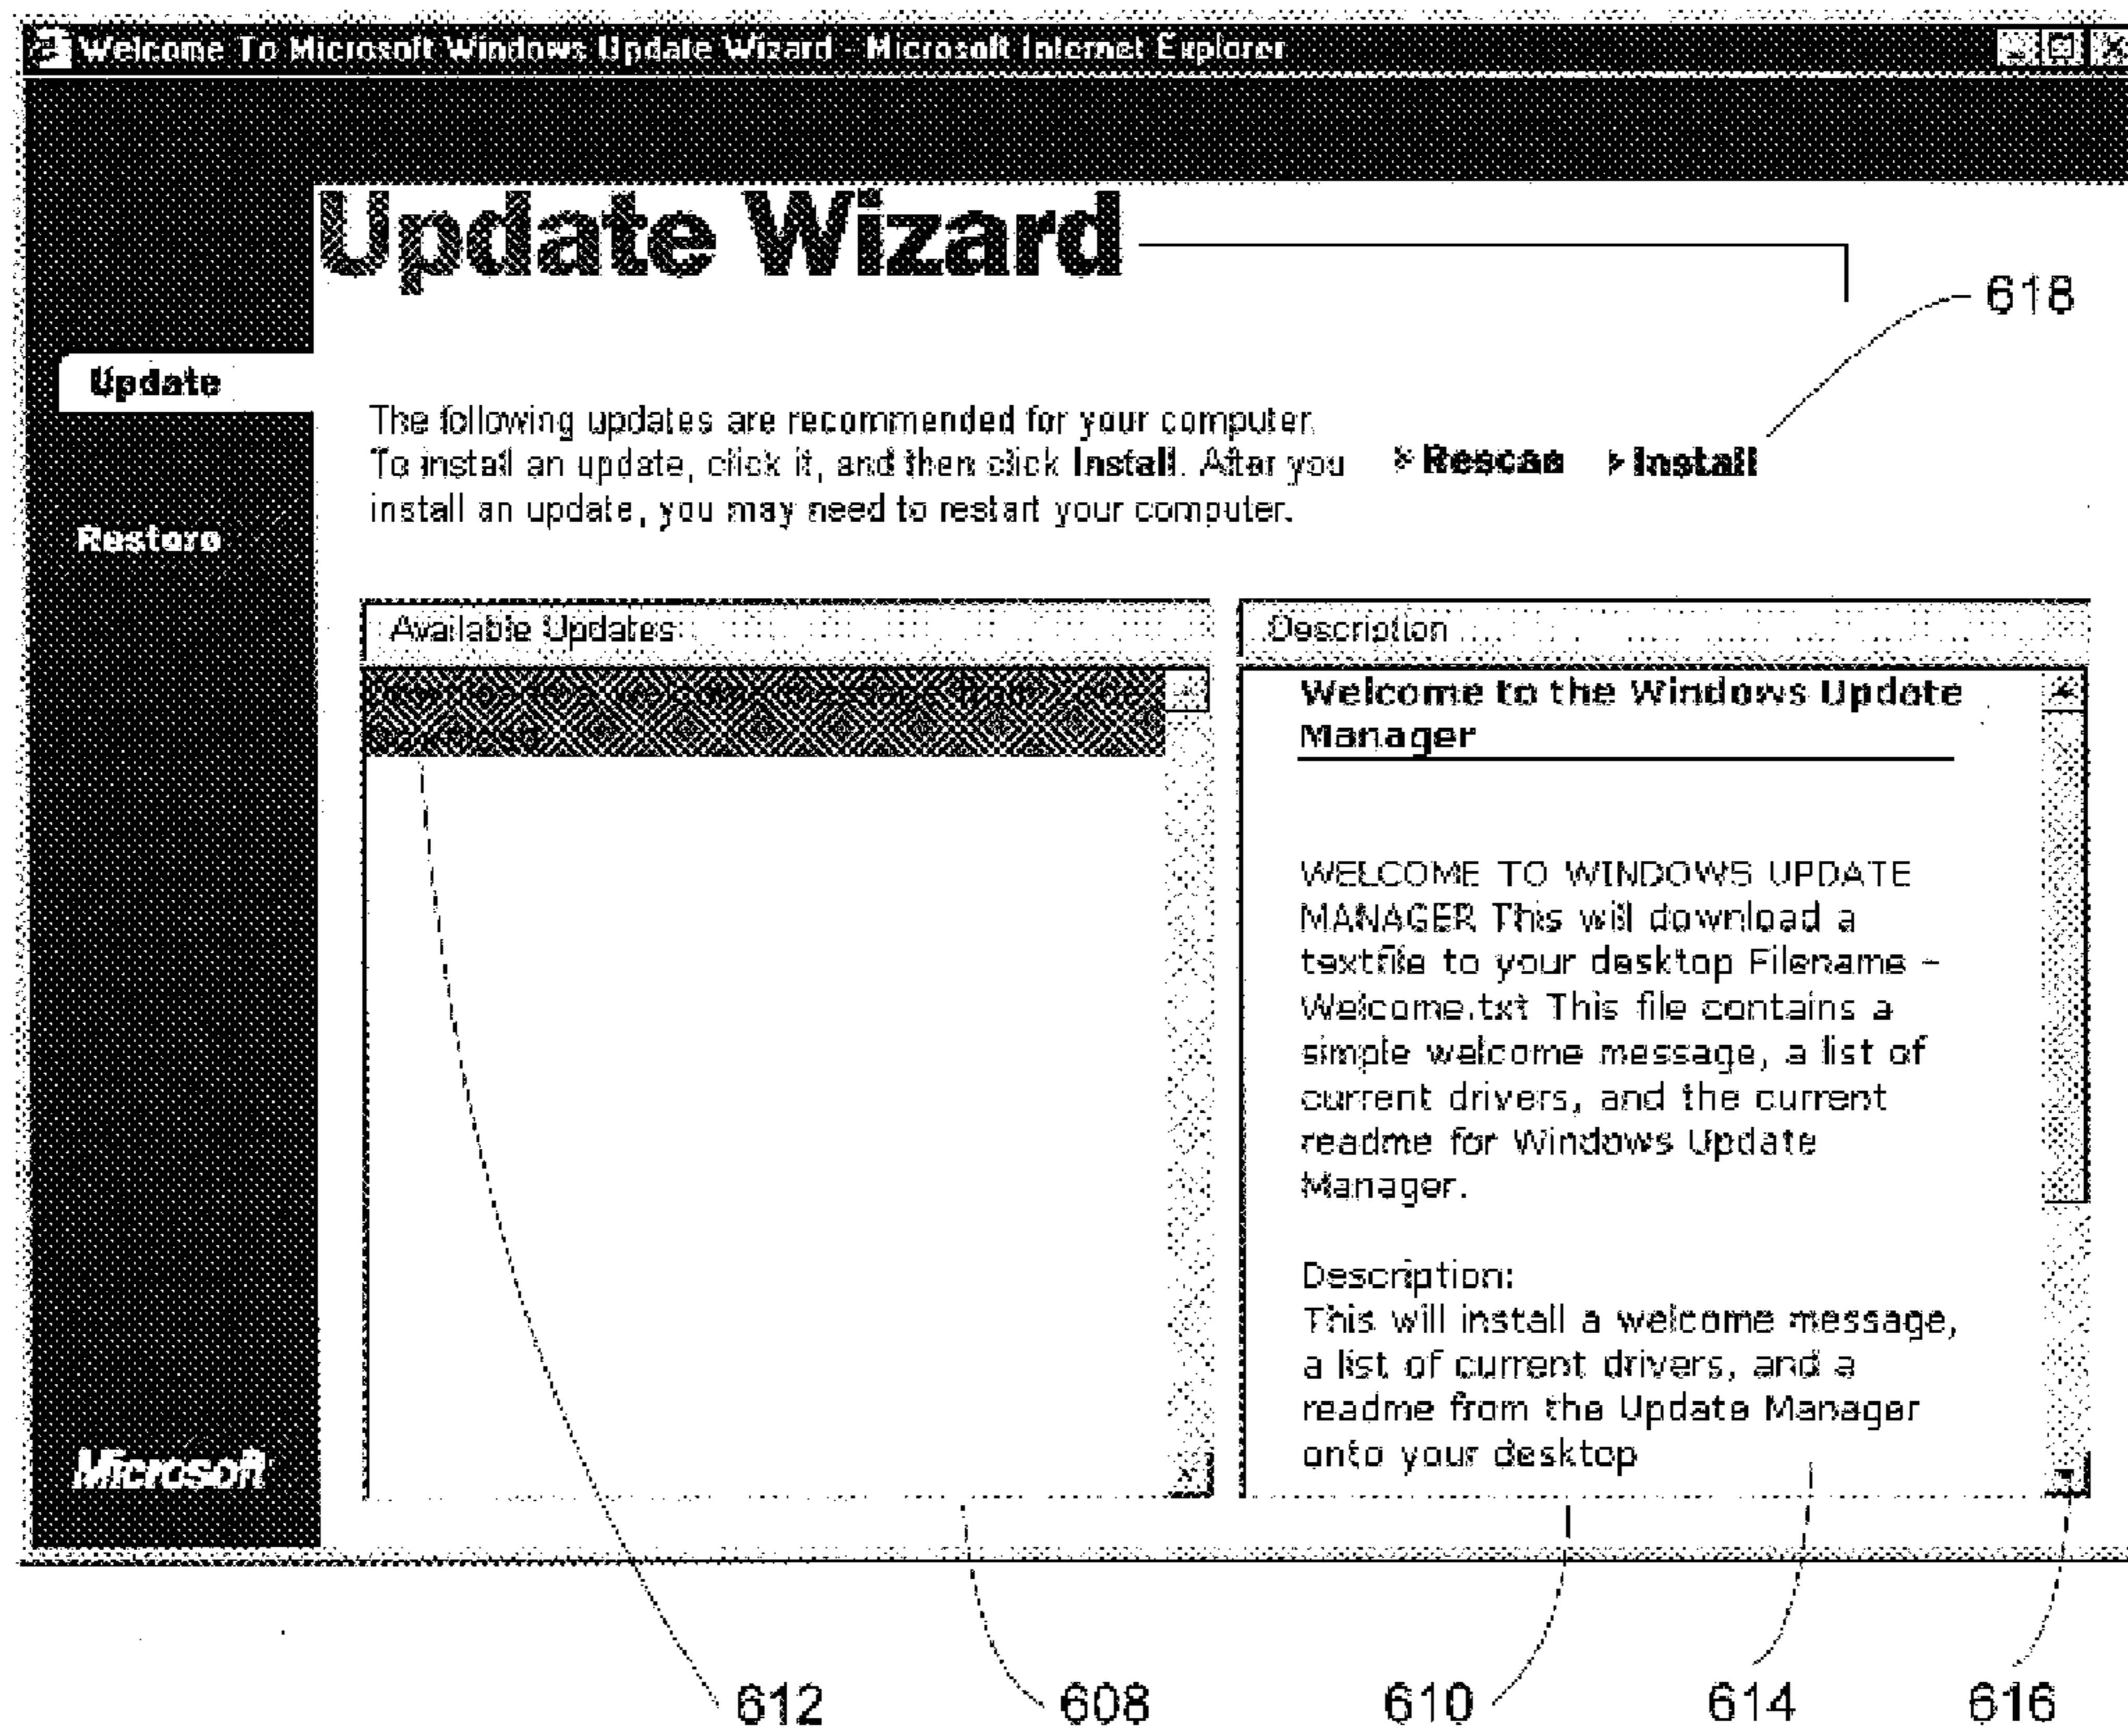 Welcome To Microsoft Windows Update Wizard - Microsoft Internet Explorer
Update Wizard
618
Update
The following updates are recommended for your computer.
To install an update, click it, and then click Install. After you
install an update, you may need to restart your computer.
Rescan Install
Restore
Available Updates
Description
Welcome to the Windows Update
Manager
WELCOME TO WINDOWS UPDATE
MANAGER This will download a
textfile to your desktop Filename –
Welcome.txt This file contains a
simple welcome message, a list of
current drivers, and the current
readme for Windows Update
Manager.
Description:
This will install a welcome message,
a list of current drivers, and a
readme from the Update Manager
onto your desktop
Microsoft
612 608 610 614 616